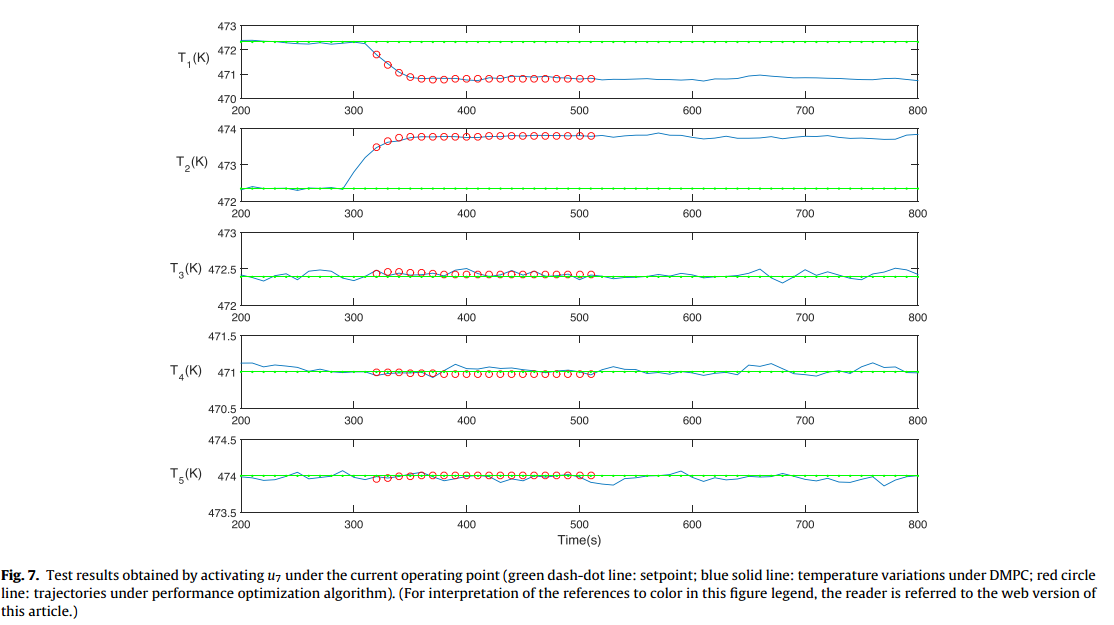 473
472
471
470
T1(K)
200 300 400 500 600 700 800
474
473
472
T2(K)
200 300 400 500 600 700 800
473
472.5
472
T3(K)
200 300 400 500 600 700 800
471.5
471
470.5
T4(K)
200 300 400 500 600 700 800
474.5
474
473.5
T5(K)
200 300 400 500 600 700 800
Time(s)
Fig. 7. Test results obtained by activating u7 under the current operating point (green dash-dot line: setpoint; blue solid line: temperature variations under DMPC; red circle
line: trajectories under performance optimization algorithm). (For interpretation of the references to color in this figure legend, the reader is referred to the web version of
this article.)